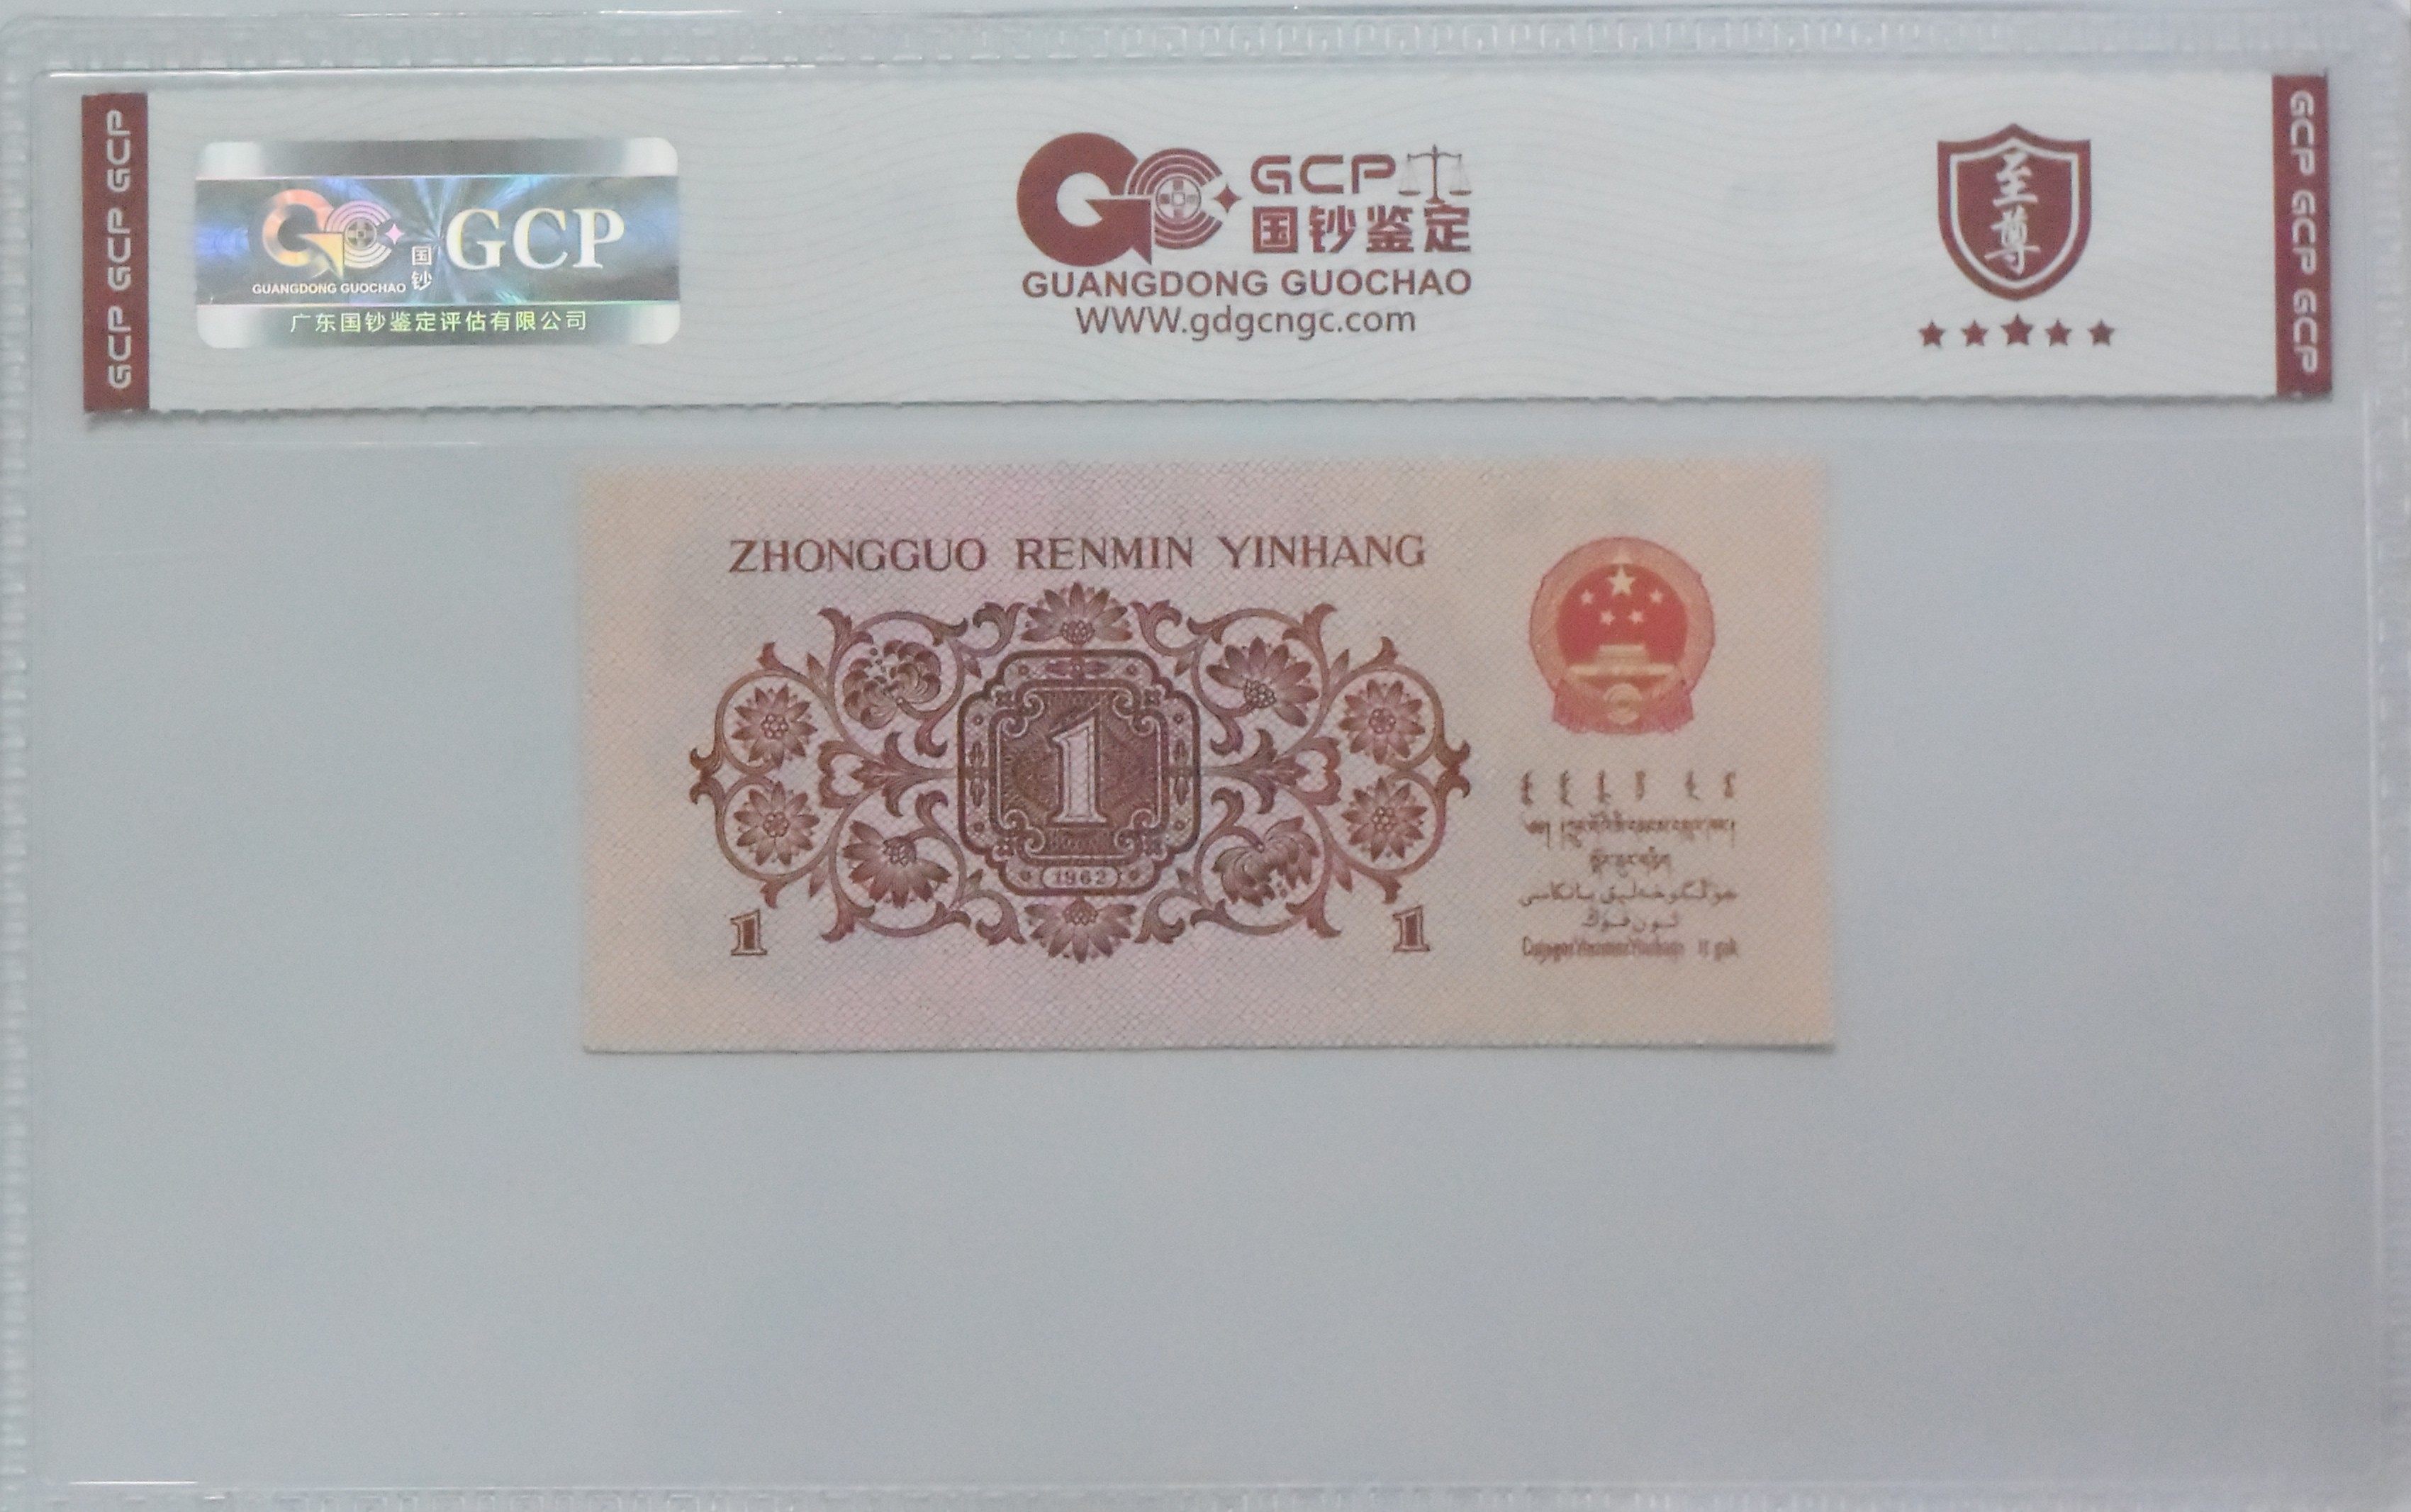 GCP GCP GCP
GUANGDONG GUOCHAO
国钞
GCP
广东国钞鉴定评估有限公司
GCP
国钞鉴定
GUANGDONG GUOCHAO
WWW.gdgcngc.com
至尊
GCP GCP GCP
ZHONGGUO RENMIN YINHANG
1
1962
1
1